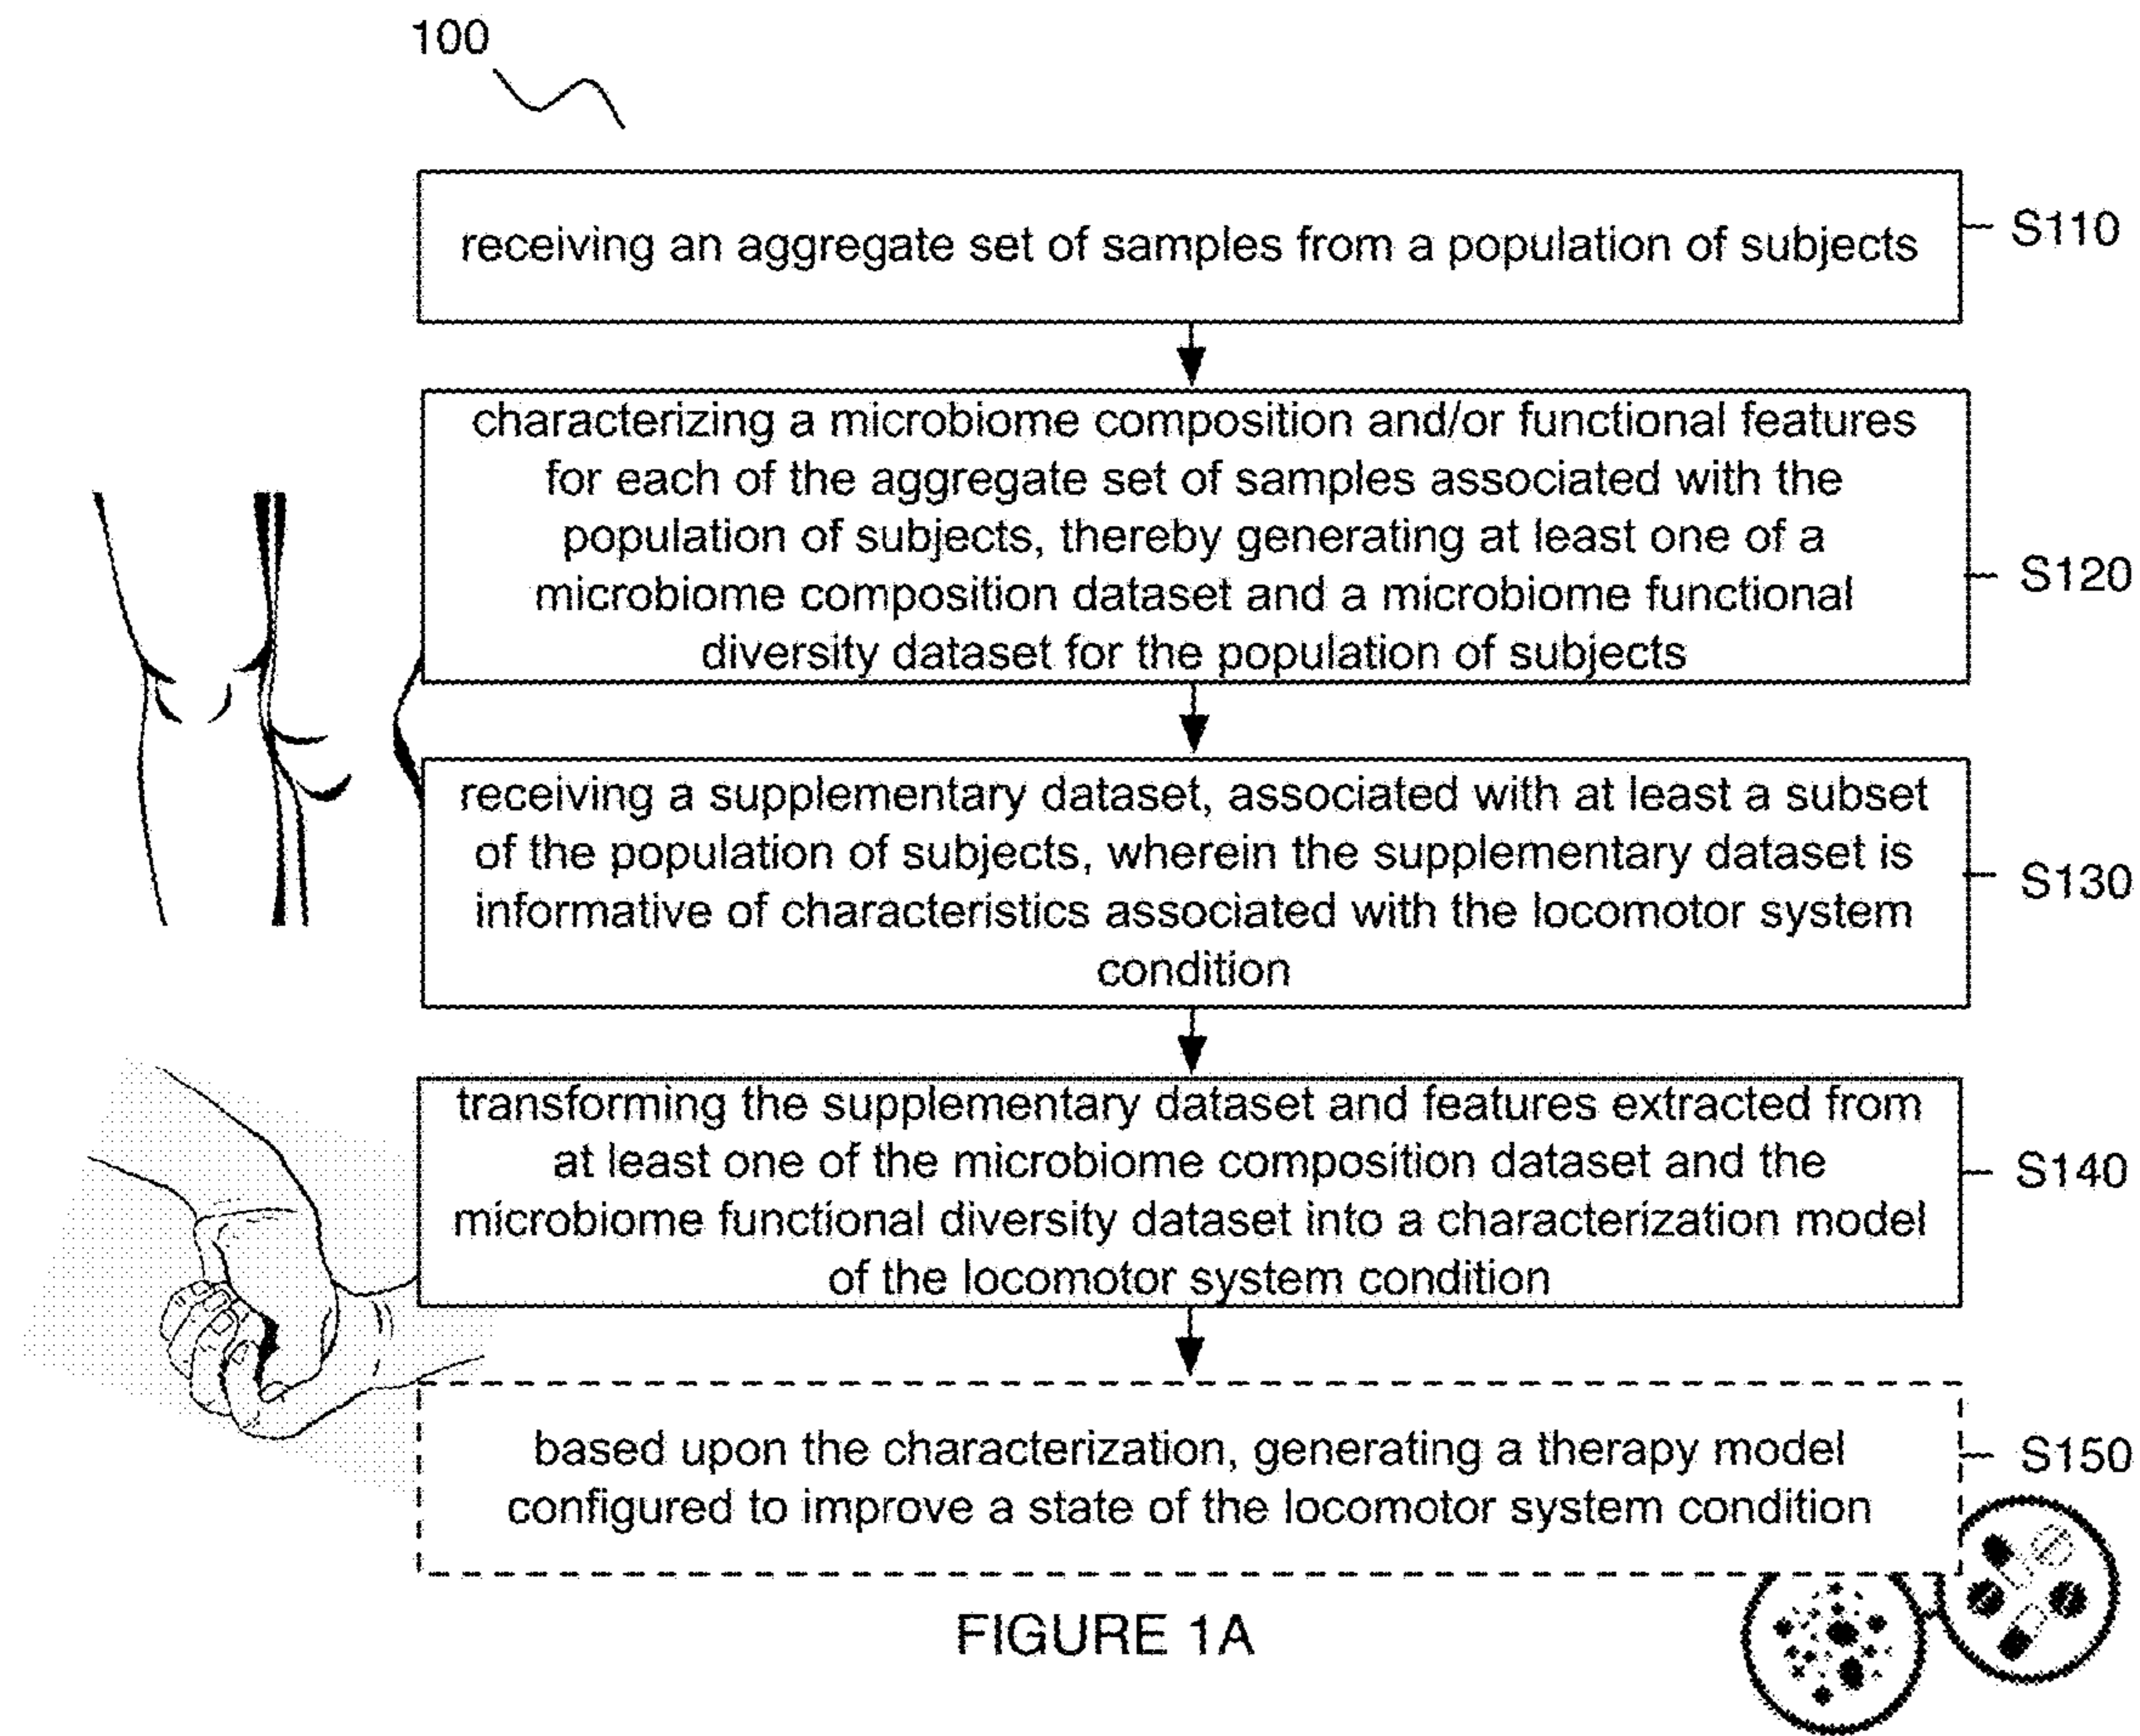 100
receiving an aggregate set of samples from a population of subjects
S110
characterizing a microbiome composition and/or functional features
for each of the aggregate set of samples associated with the
population of subjects, thereby generating at least one of a
microbiome composition dataset and a microbiome functional
diversity dataset for the population of subjects
S120
receiving a supplementary dataset, associated with at least a subset
of the population of subjects, wherein the supplementary dataset is
informative of characteristics associated with the locomotor system
condition
S130
transforming the supplementary dataset and features extracted from
at least one of the microbiome composition dataset and the
microbiome functional diversity dataset into a characterization model
of the locomotor system condition
S140
based upon the characterization, generating a therapy model
configured to improve a state of the locomotor system condition
S150
FIGURE 1A